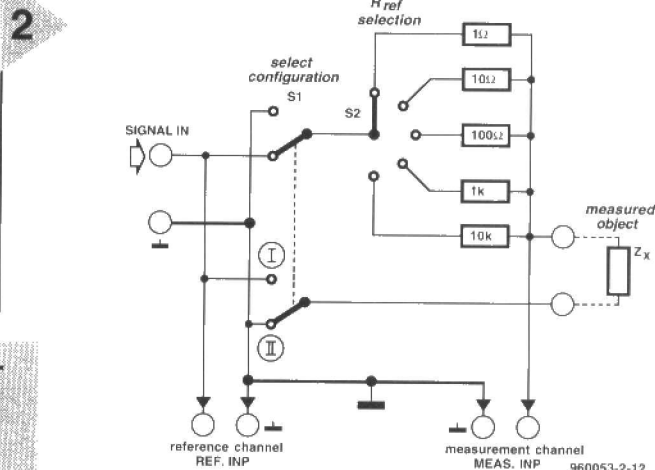 2
R ref
selection
select
configuration
S1
S2
SIGNAL IN
1Ω
10Ω
100Ω
1k
10k
measured
object
Zx
I
II
reference channel
REF. INP
measurement channel
MEAS. INP
960053-2-12